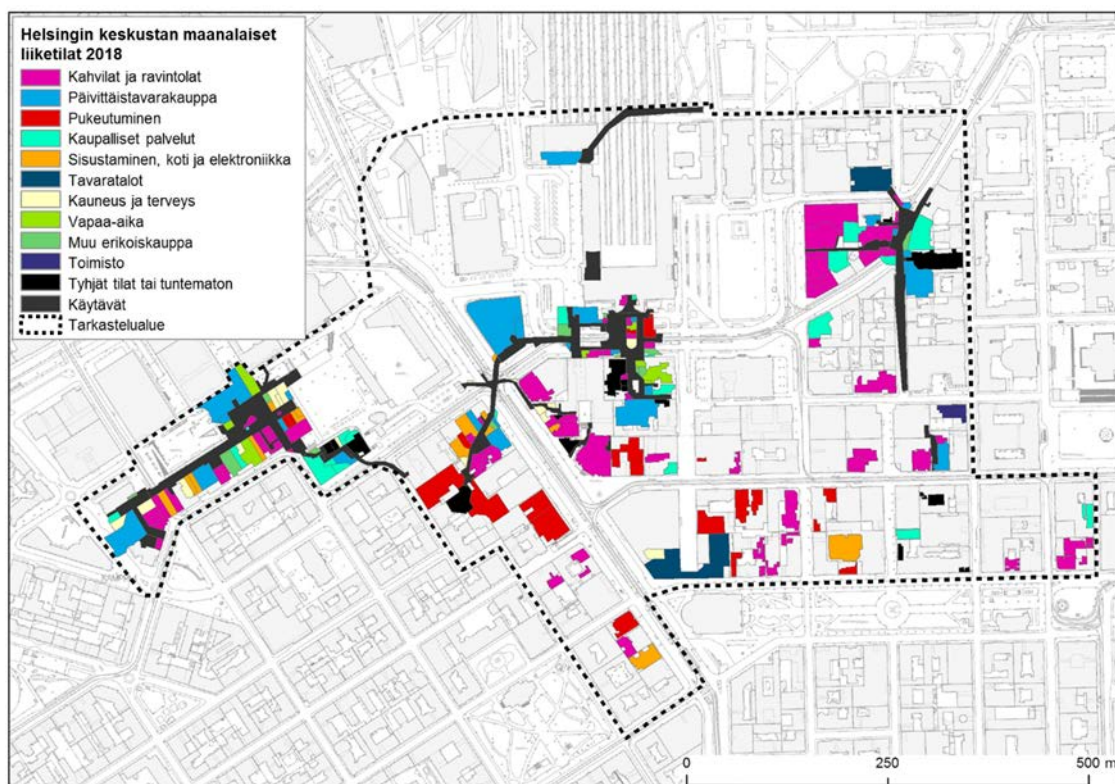 Helsingin keskustan maanalaiset
liiketilat 2018
Kahvilat ja ravintolat
Päivittäistavarakauppa
Pukeutuminen
Kaupalliset palvelut
Sisustaminen, koti ja elektroniikka
Tavaratalot
Kauneus ja terveys
Vapaa-aika
Muu erikoiskauppa
Toimisto
Tyhjät tilat tai tuntematon
Käytävät
Tarkastelualue
0 250 500 m